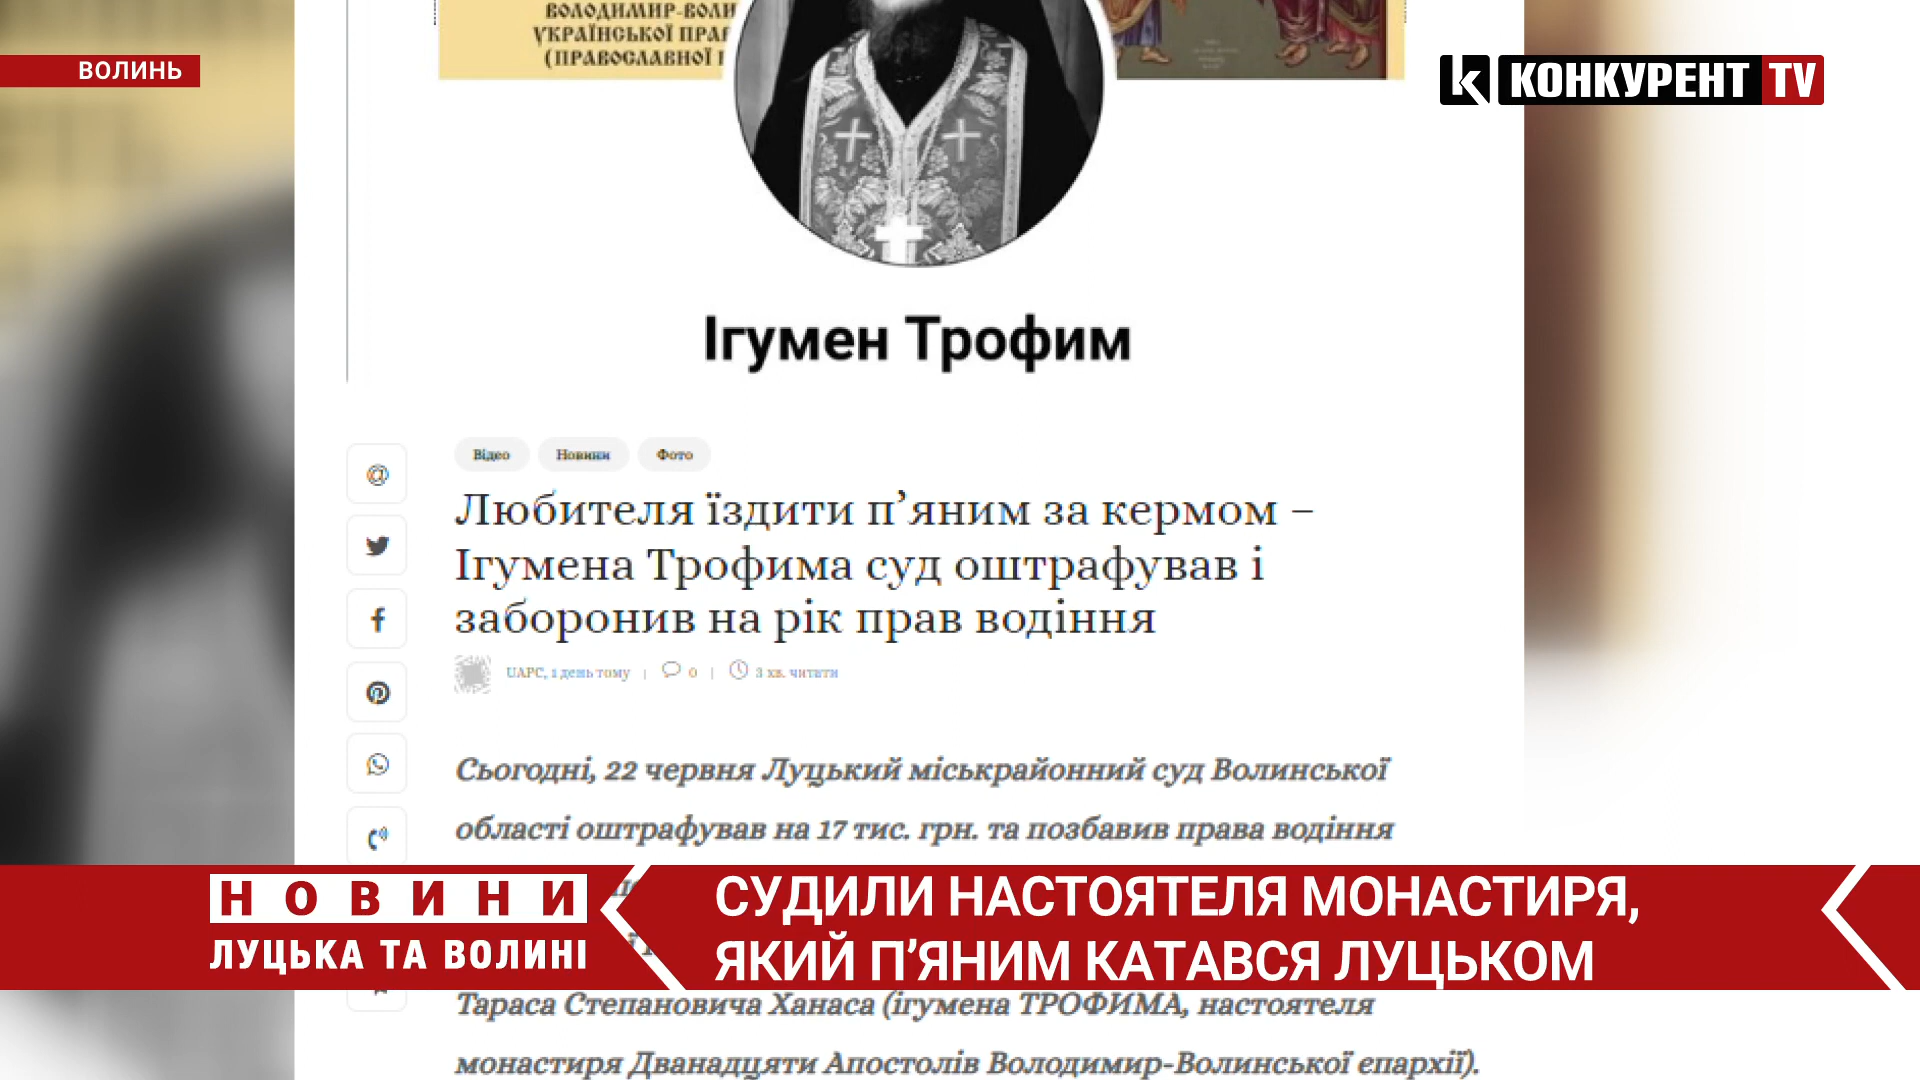 ВОЛОДИМИР-ВОЛИ
УКРАЇНСЬКОЇ ПРАВ
(ПРАВОСЛАВНОЇ
ВОЛИНЬ
К КОНКУРЕНТ TV
Ігумен Трофим
Відео Новини Фото
Любителя їздити п’яним за кермом –
Ігумена Трофима суд оштрафував і
заборонив на рік прав водіння
UAPC, 1 день тому | 0 | 3 хв. читати
Сьогодні, 22 червня Луцький міськрайонний суд Волинської
області оштрафував на 17 тис. грн. та позбавив права водіння
НОВИНИ
ЛУЦЬКА ТА ВОЛИНІ
СУДИЛИ НАСТОЯТЕЛЯ МОНАСТИРЯ,
ЯКИЙ П’ЯНИМ КАТАВСЯ ЛУЦЬКОМ
Тараса Степановича Ханаса (ігумена ТРОФИМА, настоятеля
монастиря Дванадцяти Апостолів Володимир-Волинської епархії).